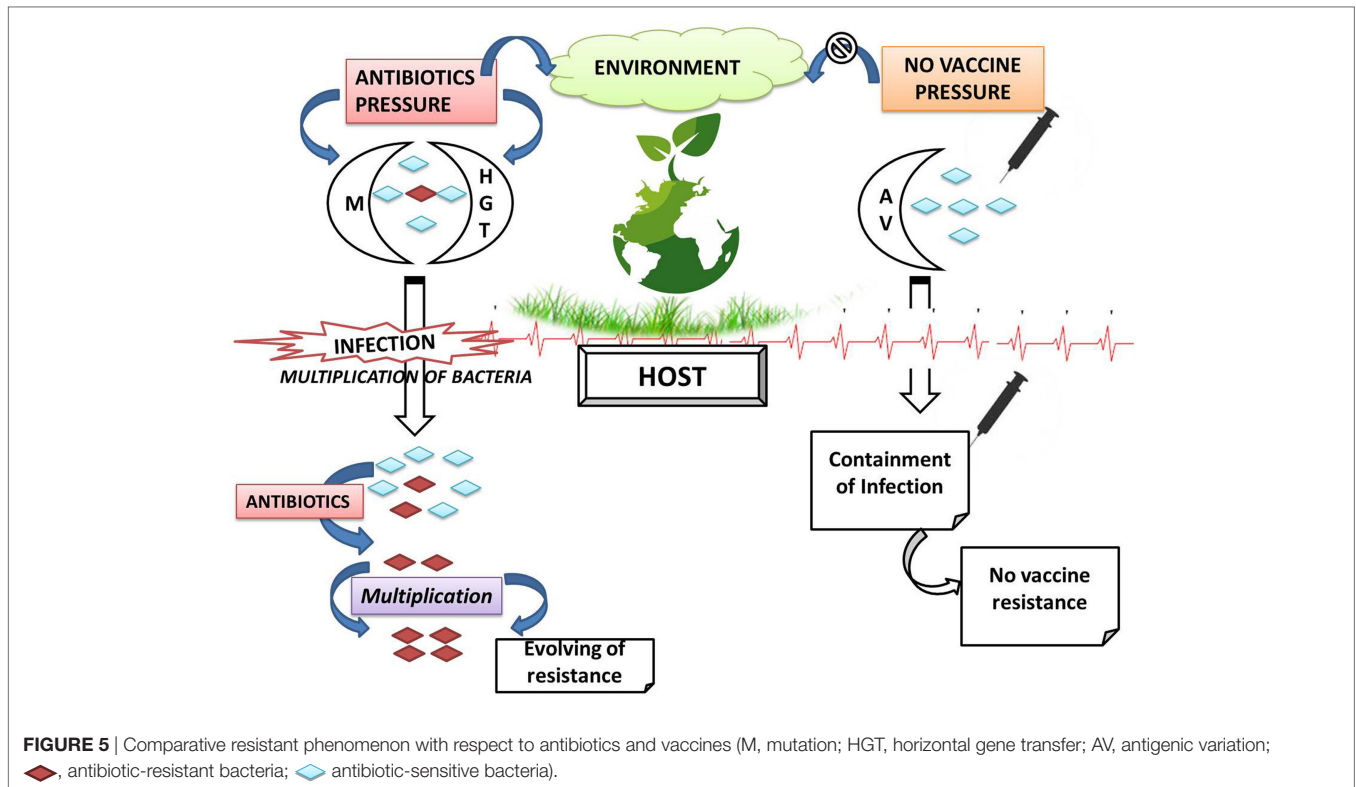 ANTIBIOTICS
PRESSURE
ENVIRONMENT
NO VACCINE
PRESSURE
M
H
G
T
A
V
INFECTION
MULTIPLICATION OF BACTERIA
HOST
ANTIBIOTICS
Multiplication
Evolving of
resistance
Containment
of Infection
No vaccine
resistance
FIGURE 5 | Comparative resistant phenomenon with respect to antibiotics and vaccines (M, mutation; HGT, horizontal gene transfer; AV, antigenic variation;
, antibiotic-resistant bacteria; antibiotic-sensitive bacteria).